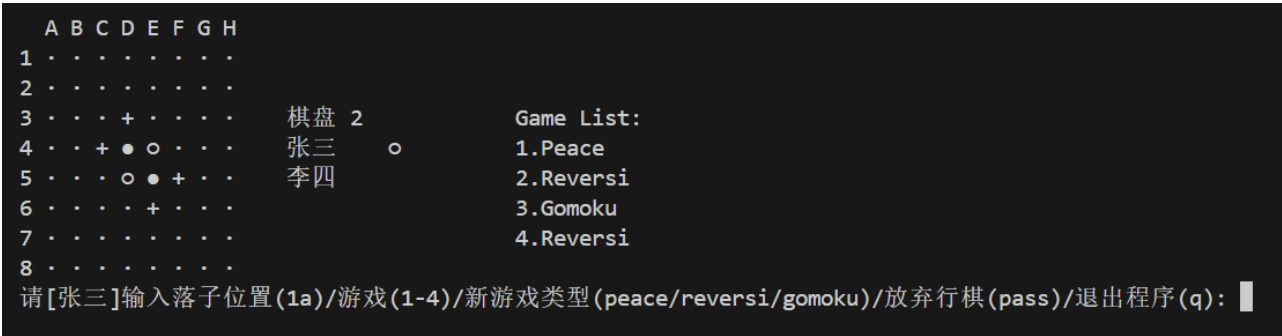 A B C D E F G H
1 · · · · · · · ·
2 · · · · · · · ·
3 · · · + · · · · 棋盘 2 Game List:
4 · · + ● ○ · · · 张三 ○ 1.Peace
5 · · · ○ ● + · · 李四 2.Reversi
6 · · · · + · · · 3.Gomoku
7 · · · · · · · · 4.Reversi
8 · · · · · · · ·
请[张三]输入落子位置(1a)/游戏(1-4)/新游戏类型(peace/reversi/gomoku)/放弃行棋(pass)/退出程序(q):